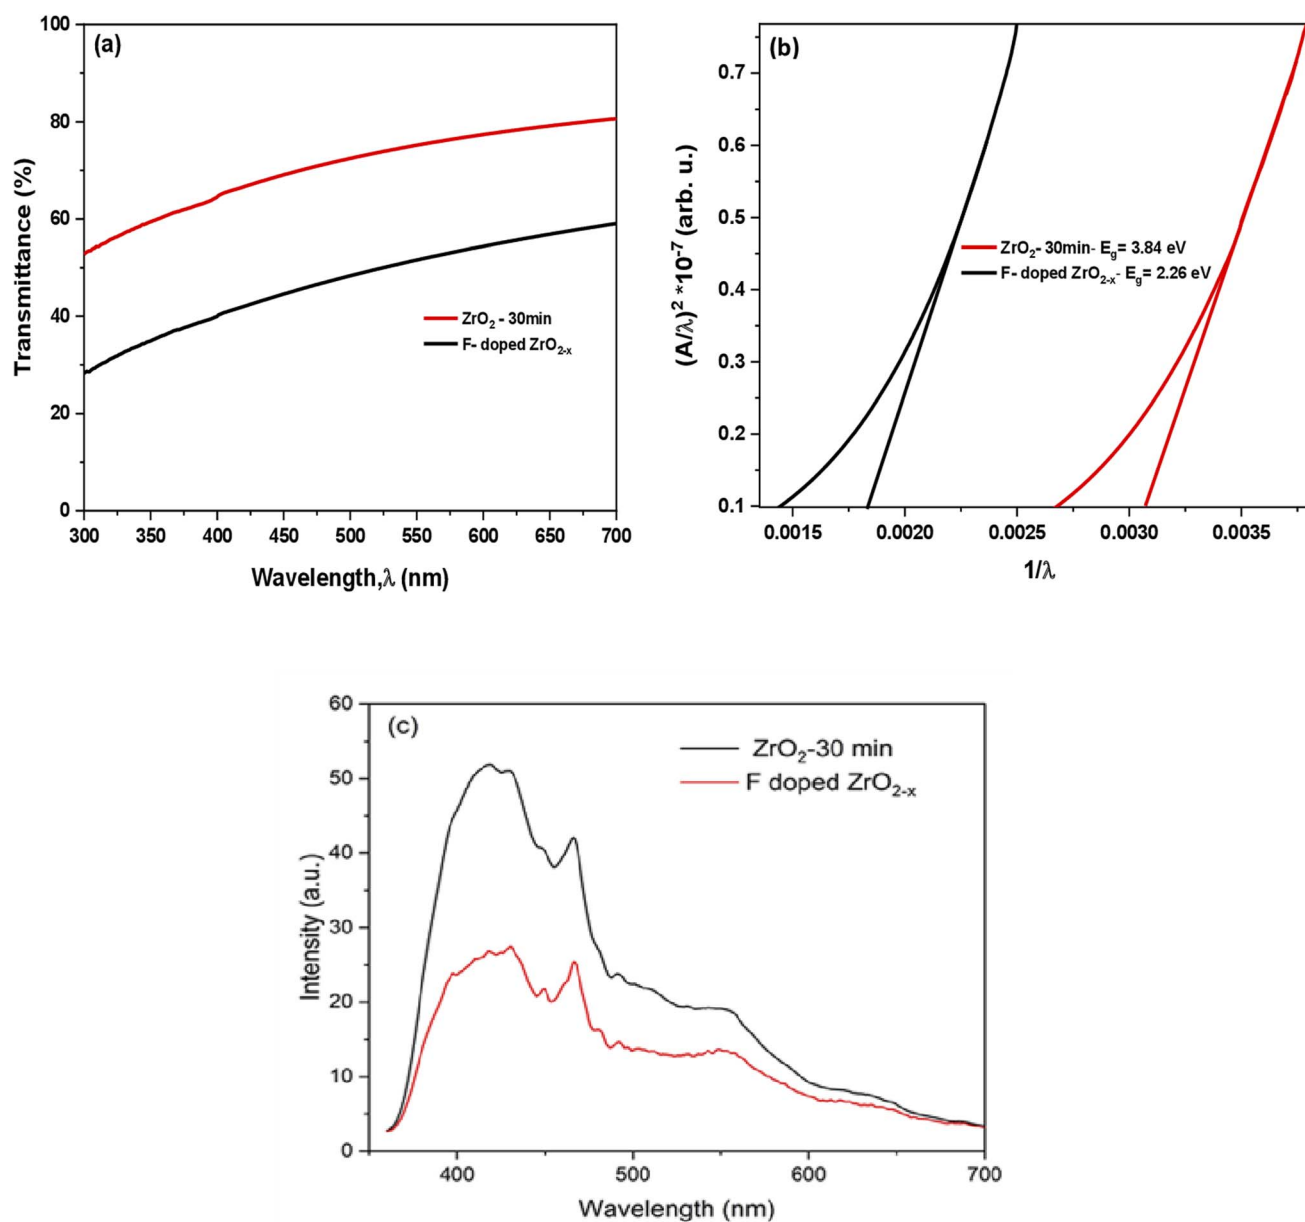 (a)
100
80
60
40
20
0
Transmittance (%)
ZrO₂ - 30min
F- doped ZrO₂₋ₓ
300 350 400 450 500 550 600 650 700
Wavelength,λ (nm)
(b)
0.7
0.6
0.5
0.4
0.3
0.2
0.1
(A/λ)² *10⁻⁷ (arb. u.)
ZrO₂- 30min- E_g= 3.84 eV
F- doped ZrO₂₋ₓ- E_g= 2.26 eV
0.0015 0.0020 0.0025 0.0030 0.0035
1/λ
(c)
60
50
40
30
20
10
0
Intensity (a.u.)
ZrO₂-30 min
F doped ZrO₂₋ₓ
400 500 600 700
Wavelength (nm)